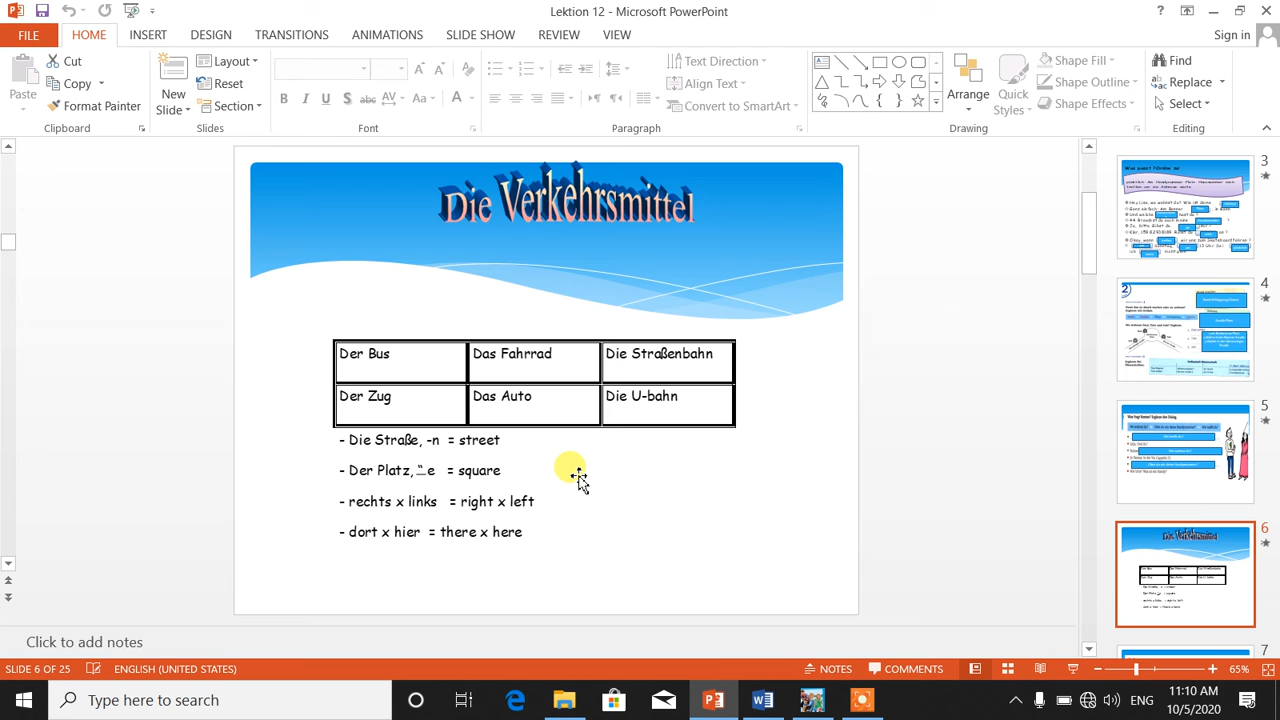 Lektion 12 - Microsoft PowerPoint
Sign in
FILE HOME INSERT DESIGN TRANSITIONS ANIMATIONS SLIDE SHOW REVIEW VIEW
Paste
Cut
Copy
Format Painter
Clipboard
New Slide
Layout
Reset
Section
Slides
Font
Text Direction
Align Text
Convert to SmartArt
Paragraph
Arrange
Quick Styles
Shape Fill
Shape Outline
Shape Effects
Drawing
Find
Replace
Select
Editing
Die Verkehrsmittel
Der Bus Das Fahrrad Die Straßenbahn
Der Zug Das Auto Die U-bahn
- Die Straße, -n = street
- Der Platz, ¨_e = square
- rechts x links = right x left
- dort x hier = there x here
3
4
5
6
7
Click to add notes
SLIDE 6 OF 25 ENGLISH (UNITED STATES) NOTES COMMENTS 65%
Type here to search
ENG
11:10 AM
10/5/2020